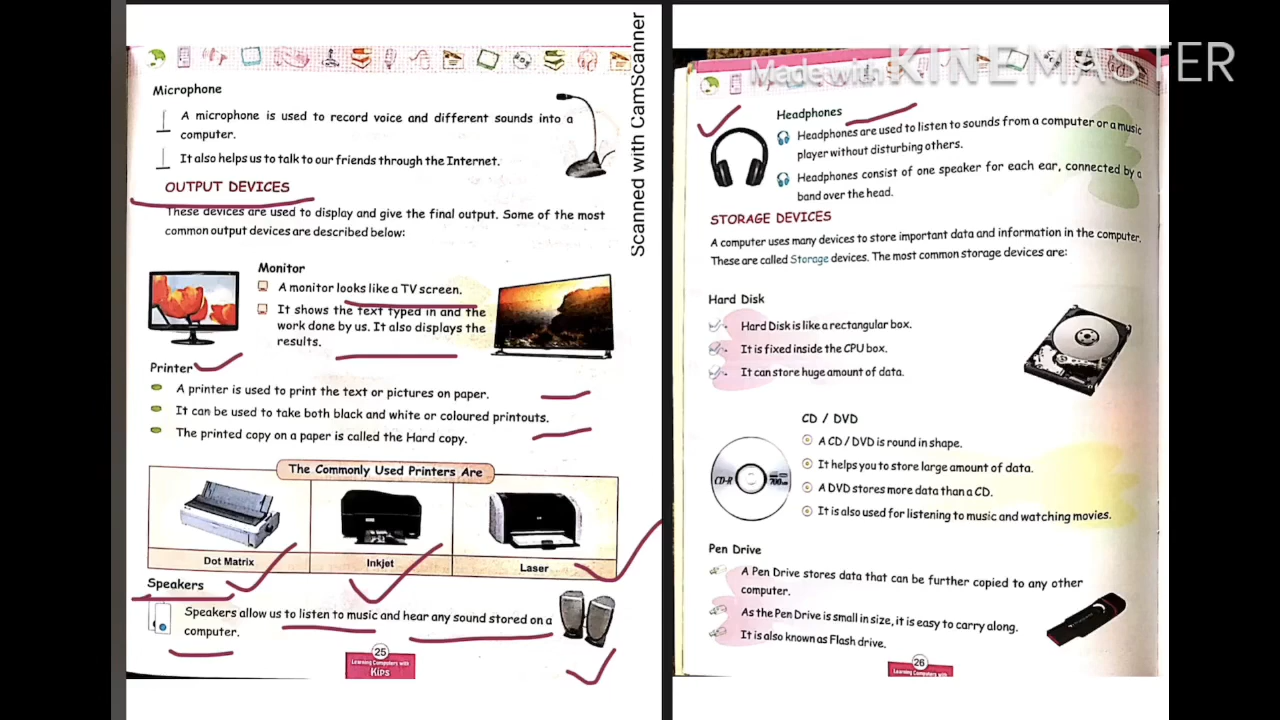 Microphone
A microphone is used to record voice and different sounds into a
computer.
It also helps us to talk to our friends through the Internet.
OUTPUT DEVICES
These devices are used to display and give the final output. Some of the most
common output devices are described below:
Monitor
A monitor looks like a TV screen.
It shows the text typed in and the
work done by us. It also displays the
results.
Printer
A printer is used to print the text or pictures on paper.
It can be used to take both black and white or coloured printouts.
The printed copy on a paper is called the Hard copy.
The Commonly Used Printers Are
Dot Matrix
Inkjet
Laser
Speakers
Speakers allow us to listen to music and hear any sound stored on a
computer.
25
Learning Computers with
Kips
Scanned with CamScanner
Made with KINEMASTER
Headphones
Headphones are used to listen to sounds from a computer or a music
player without disturbing others.
Headphones consist of one speaker for each ear, connected by a
band over the head.
STORAGE DEVICES
A computer uses many devices to store important data and information in the computer.
These are called Storage devices. The most common storage devices are:
Hard Disk
Hard Disk is like a rectangular box.
It is fixed inside the CPU box.
It can store huge amount of data.
CD / DVD
A CD / DVD is round in shape.
It helps you to store large amount of data.
A DVD stores more data than a CD.
It is also used for listening to music and watching movies.
CD-R
700
Pen Drive
A Pen Drive stores data that can be further copied to any other
computer.
As the Pen Drive is small in size, it is easy to carry along.
It is also known as Flash drive.
26
Learning Computers with